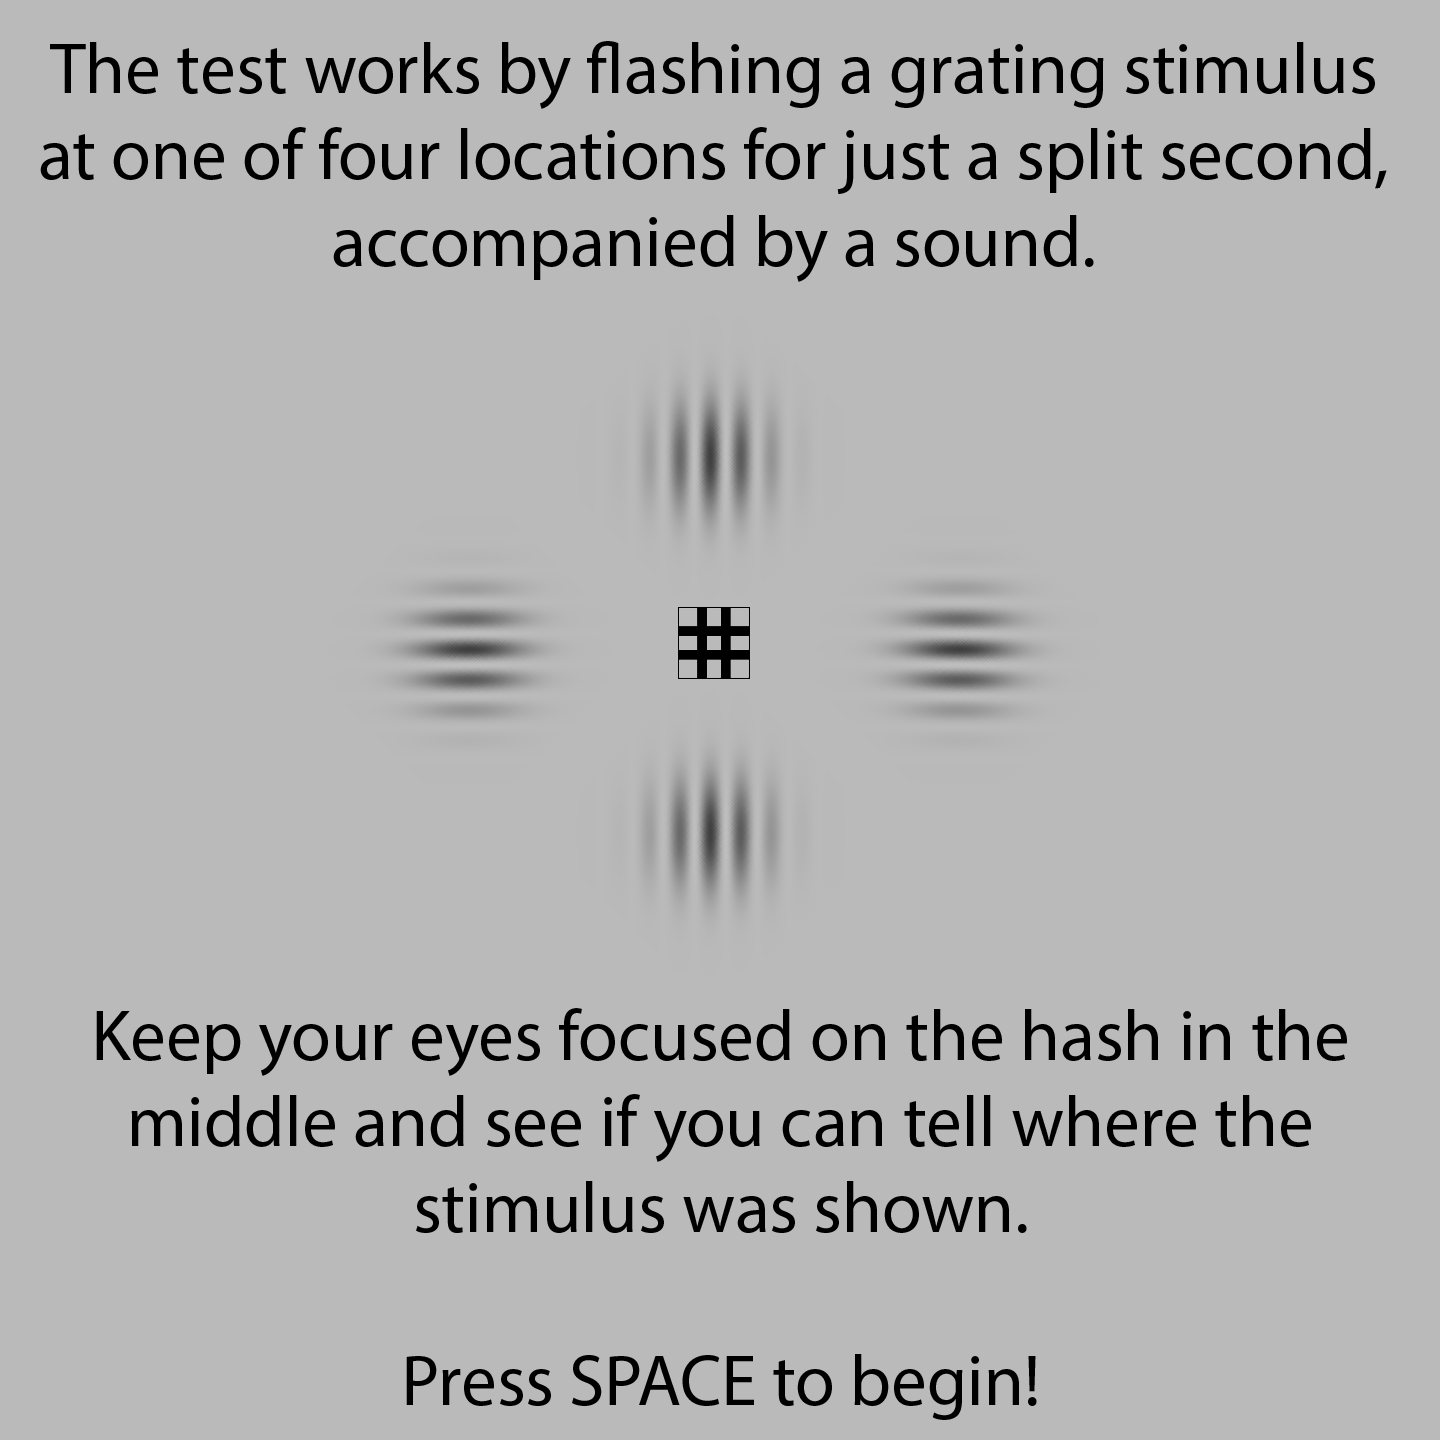 The test works by flashing a grating stimulus
at one of four locations for just a split second,
accompanied by a sound.
Keep your eyes focused on the hash in the
middle and see if you can tell where the
stimulus was shown.
Press SPACE to begin!